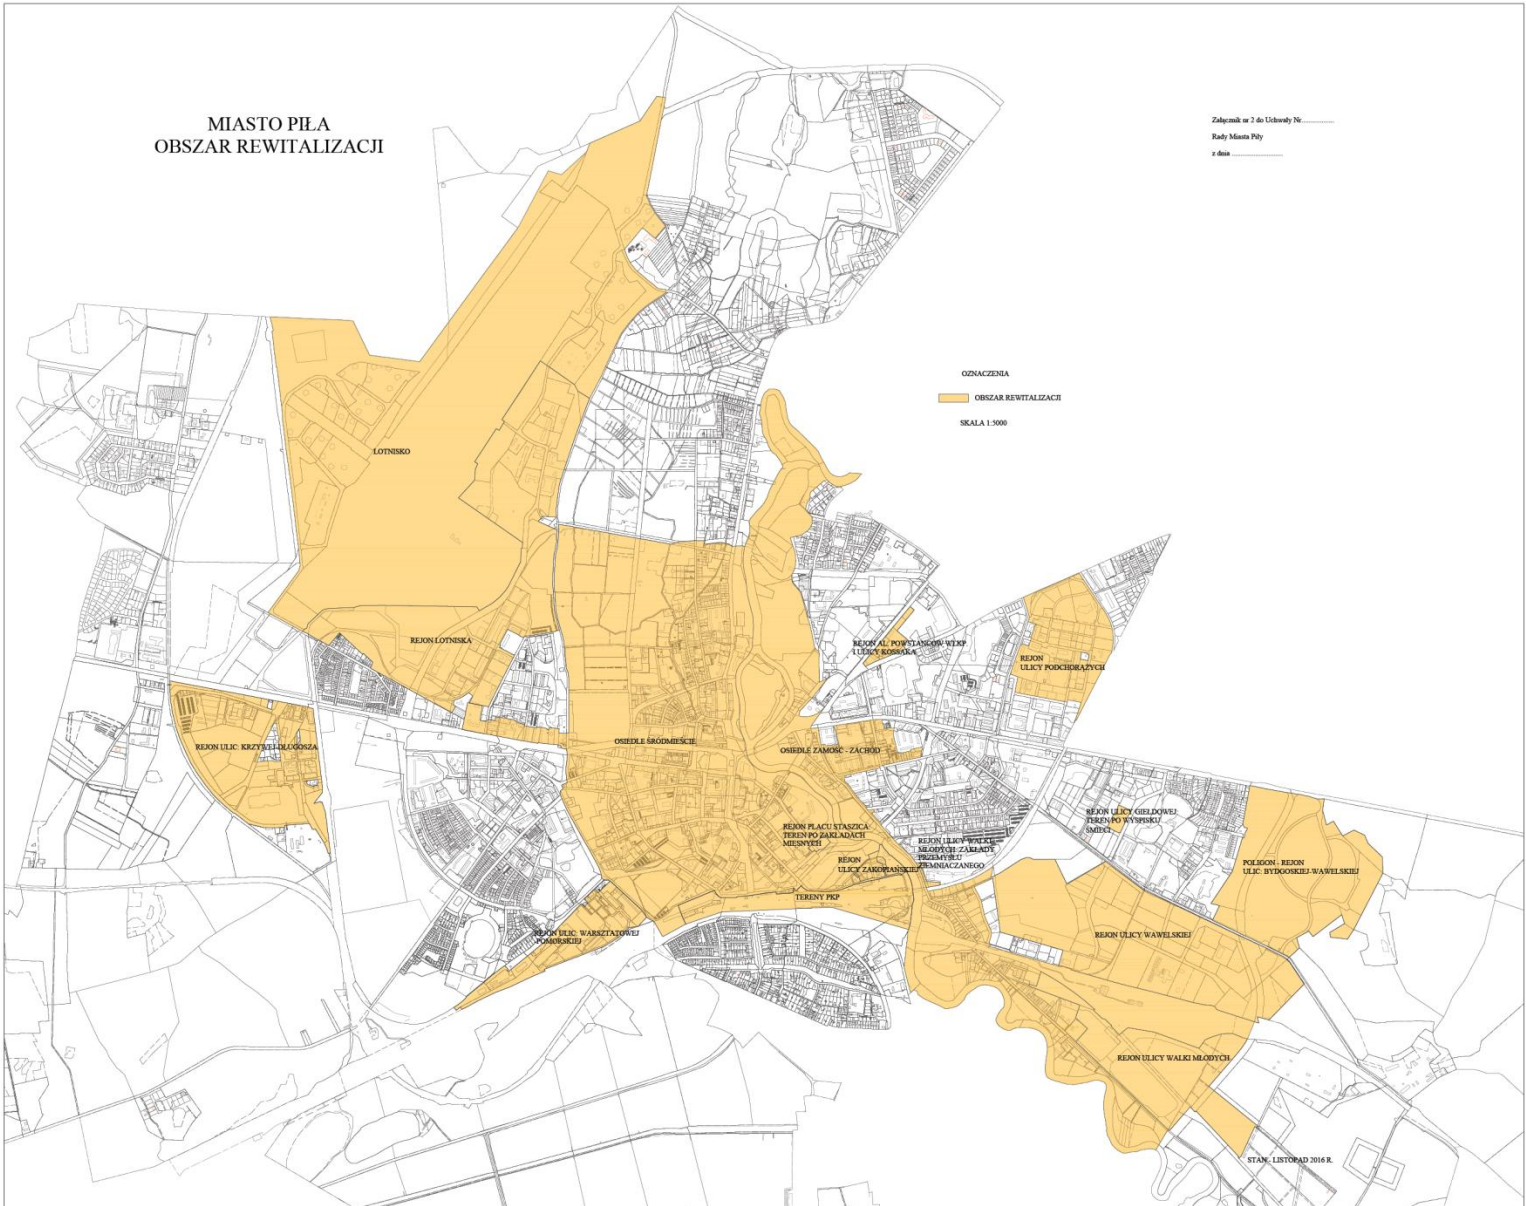 MIASTO PIŁA
OBSZAR REWITALIZACJI
Załącznik nr 2 do Uchwały Nr...............
Rady Miasta Piły
z dnia .........................
OZNACZENIA
OBSZAR REWITALIZACJI
SKALA 1:5000
LOTNISKO
REJON LOTNISKA
REJON AL. POWSTAŃCÓW WLKP.
I ULICY KOSSAKA
REJON
ULICY PODCHORĄŻYCH
REJON ULIC: KRZYWEJ-DŁUGOSZA
OSIEDLE ŚRÓDMIEŚCIE
OSIEDLE ZAMOŚĆ - ZACHÓD
REJON PLACU STASZICA
TEREN PO ZAKŁADACH
MIĘSNYCH
REJON
ULICY ZAKOPIAŃSKIEJ
REJON ULICY WALKI
MŁODYCH: ZAKŁADY
PRZEMYSŁU
ZIEMNIACZANEGO
REJON ULICY GIEŁDOWEJ:
TEREN PO WYSYPISKU
ŚMIECI
POLIGON - REJON
ULIC: BYDGOSKIEJ-WAWELSKIEJ
TERENY PKP
REJON ULIC: WARSZTATOWEJ
-POMORSKIEJ
REJON ULICY WAWELSKIEJ
REJON ULICY WALKI MŁODYCH
STAN - LISTOPAD 2016 R.